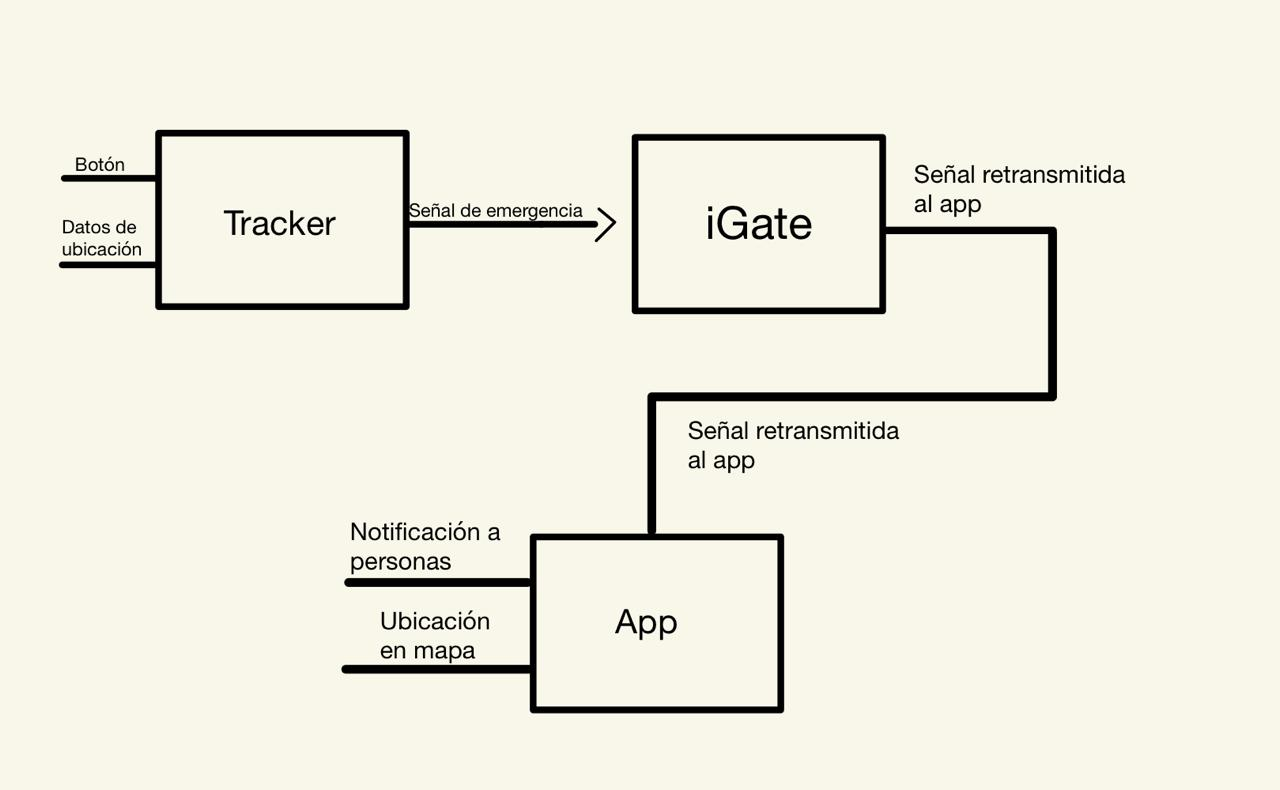 Botón
Datos de
ubicación
Tracker
Señal de emergencia
iGate
Señal retransmitida
al app
Señal retransmitida
al app
Notificación a
personas
Ubicación
en mapa
App